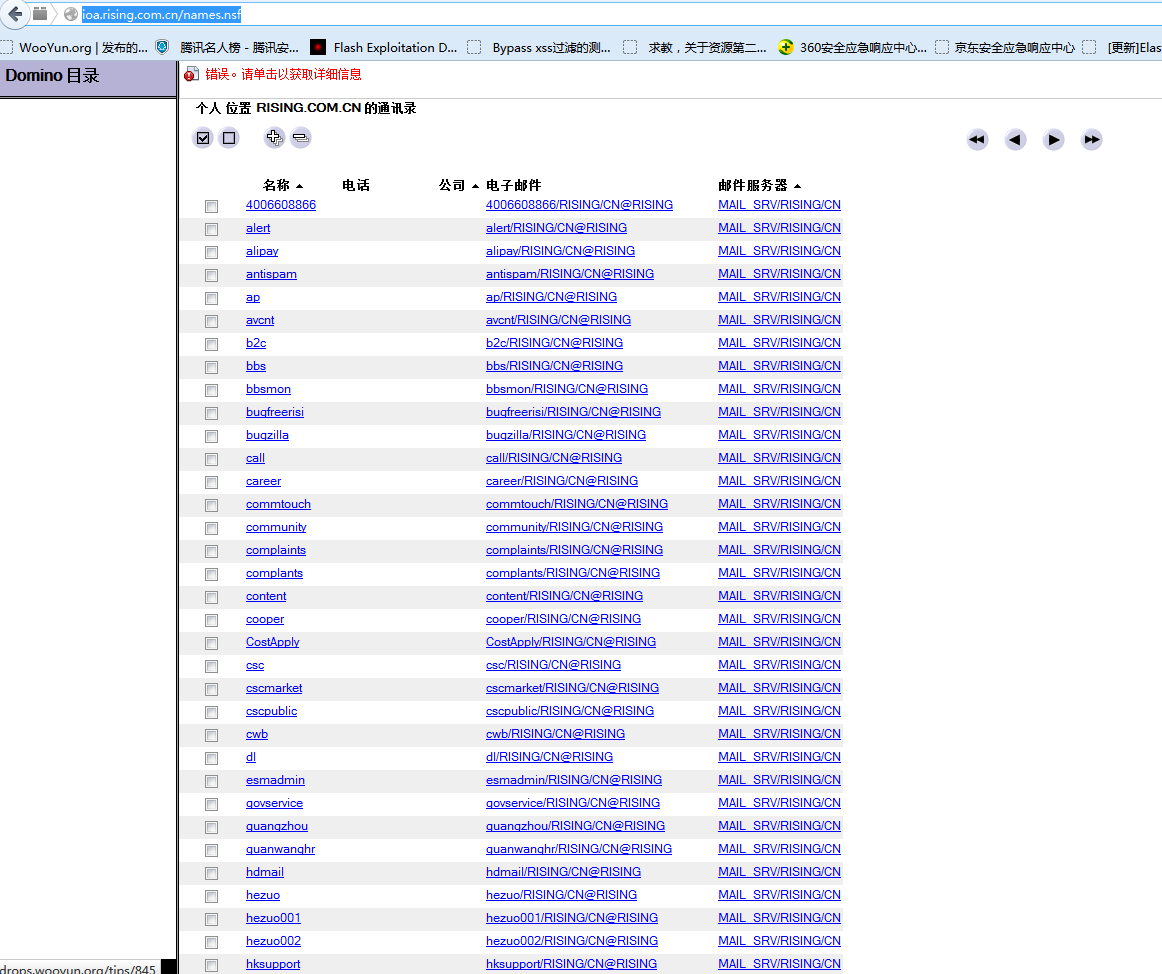 ioa.rising.com.cn/names.nsf
WooYun.org | 发布的... 腾讯名人榜 - 腾讯安... Flash Exploitation D... Bypass xss过滤的测... 求教，关于资源第二... 360安全应急响应中心... 京东安全应急响应中心 [更新]Elas
Domino 目录
错误。请单击以获取详细信息
个人 位置 RISING.COM.CN 的通讯录
名称 电话 公司 电子邮件 邮件服务器
4006608866 4006608866/RISING/CN@RISING MAIL_SRV/RISING/CN
alert alert/RISING/CN@RISING MAIL_SRV/RISING/CN
alipay alipay/RISING/CN@RISING MAIL_SRV/RISING/CN
antispam antispam/RISING/CN@RISING MAIL_SRV/RISING/CN
ap ap/RISING/CN@RISING MAIL_SRV/RISING/CN
avcnt avcnt/RISING/CN@RISING MAIL_SRV/RISING/CN
b2c b2c/RISING/CN@RISING MAIL_SRV/RISING/CN
bbs bbs/RISING/CN@RISING MAIL_SRV/RISING/CN
bbsmon bbsmon/RISING/CN@RISING MAIL_SRV/RISING/CN
bugfreerisi bugfreerisi/RISING/CN@RISING MAIL_SRV/RISING/CN
bugzilla bugzilla/RISING/CN@RISING MAIL_SRV/RISING/CN
call call/RISING/CN@RISING MAIL_SRV/RISING/CN
career career/RISING/CN@RISING MAIL_SRV/RISING/CN
commtouch commtouch/RISING/CN@RISING MAIL_SRV/RISING/CN
community community/RISING/CN@RISING MAIL_SRV/RISING/CN
complaints complaints/RISING/CN@RISING MAIL_SRV/RISING/CN
complants complants/RISING/CN@RISING MAIL_SRV/RISING/CN
content content/RISING/CN@RISING MAIL_SRV/RISING/CN
cooper cooper/RISING/CN@RISING MAIL_SRV/RISING/CN
CostApply CostApply/RISING/CN@RISING MAIL_SRV/RISING/CN
csc csc/RISING/CN@RISING MAIL_SRV/RISING/CN
cscmarket cscmarket/RISING/CN@RISING MAIL_SRV/RISING/CN
cscpublic cscpublic/RISING/CN@RISING MAIL_SRV/RISING/CN
cwb cwb/RISING/CN@RISING MAIL_SRV/RISING/CN
dl dl/RISING/CN@RISING MAIL_SRV/RISING/CN
esmadmin esmadmin/RISING/CN@RISING MAIL_SRV/RISING/CN
govservice govservice/RISING/CN@RISING MAIL_SRV/RISING/CN
guangzhou guangzhou/RISING/CN@RISING MAIL_SRV/RISING/CN
guanwanghr guanwanghr/RISING/CN@RISING MAIL_SRV/RISING/CN
hdmail hdmail/RISING/CN@RISING MAIL_SRV/RISING/CN
hezuo hezuo/RISING/CN@RISING MAIL_SRV/RISING/CN
hezuo001 hezuo001/RISING/CN@RISING MAIL_SRV/RISING/CN
hezuo002 hezuo002/RISING/CN@RISING MAIL_SRV/RISING/CN
hksupport hksupport/RISING/CN@RISING MAIL_SRV/RISING/CN
drops.wooyun.org/tips/845